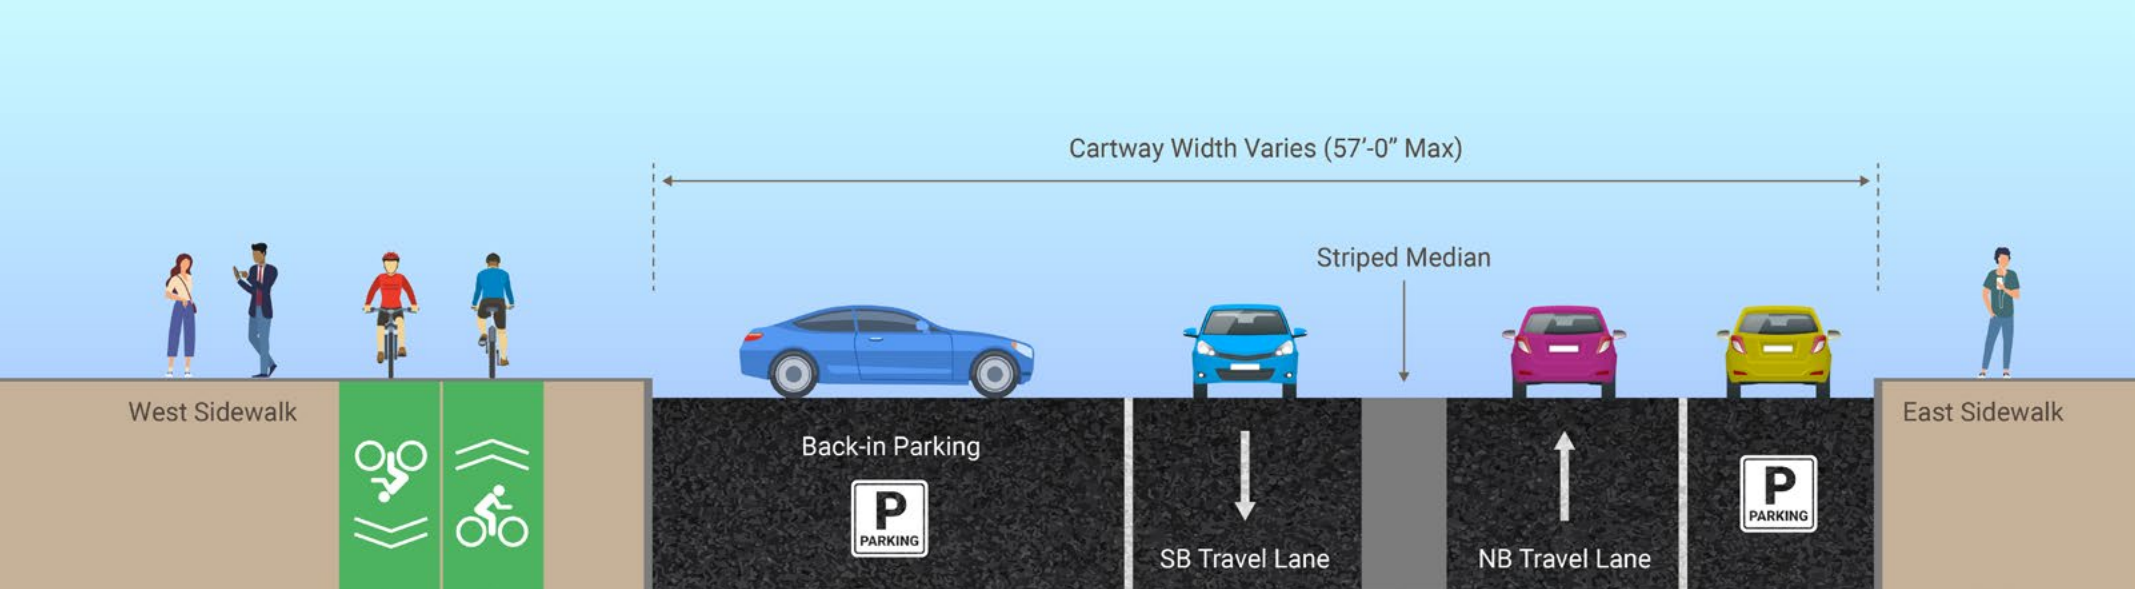 Cartway Width Varies (57’-0” Max)
Striped Median
West Sidewalk
East Sidewalk
Back-in Parking
P
PARKING
P
PARKING
SB Travel Lane
NB Travel Lane